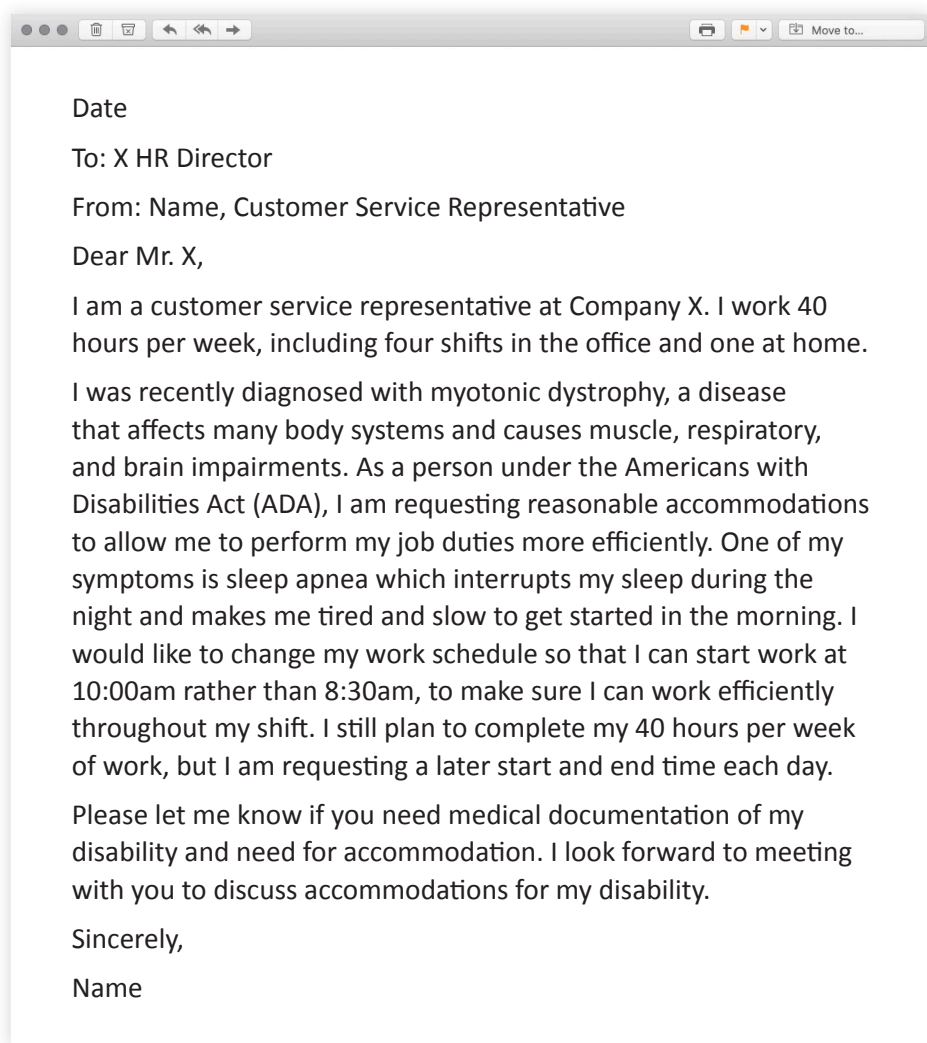 Move to...
Date
To: X HR Director
From: Name, Customer Service Representative
Dear Mr. X,
I am a customer service representative at Company X. I work 40
hours per week, including four shifts in the office and one at home.
I was recently diagnosed with myotonic dystrophy, a disease
that affects many body systems and causes muscle, respiratory,
and brain impairments. As a person under the Americans with
Disabilities Act (ADA), I am requesting reasonable accommodations
to allow me to perform my job duties more efficiently. One of my
symptoms is sleep apnea which interrupts my sleep during the
night and makes me tired and slow to get started in the morning. I
would like to change my work schedule so that I can start work at
10:00am rather than 8:30am, to make sure I can work efficiently
throughout my shift. I still plan to complete my 40 hours per week
of work, but I am requesting a later start and end time each day.
Please let me know if you need medical documentation of my
disability and need for accommodation. I look forward to meeting
with you to discuss accommodations for my disability.
Sincerely,
Name